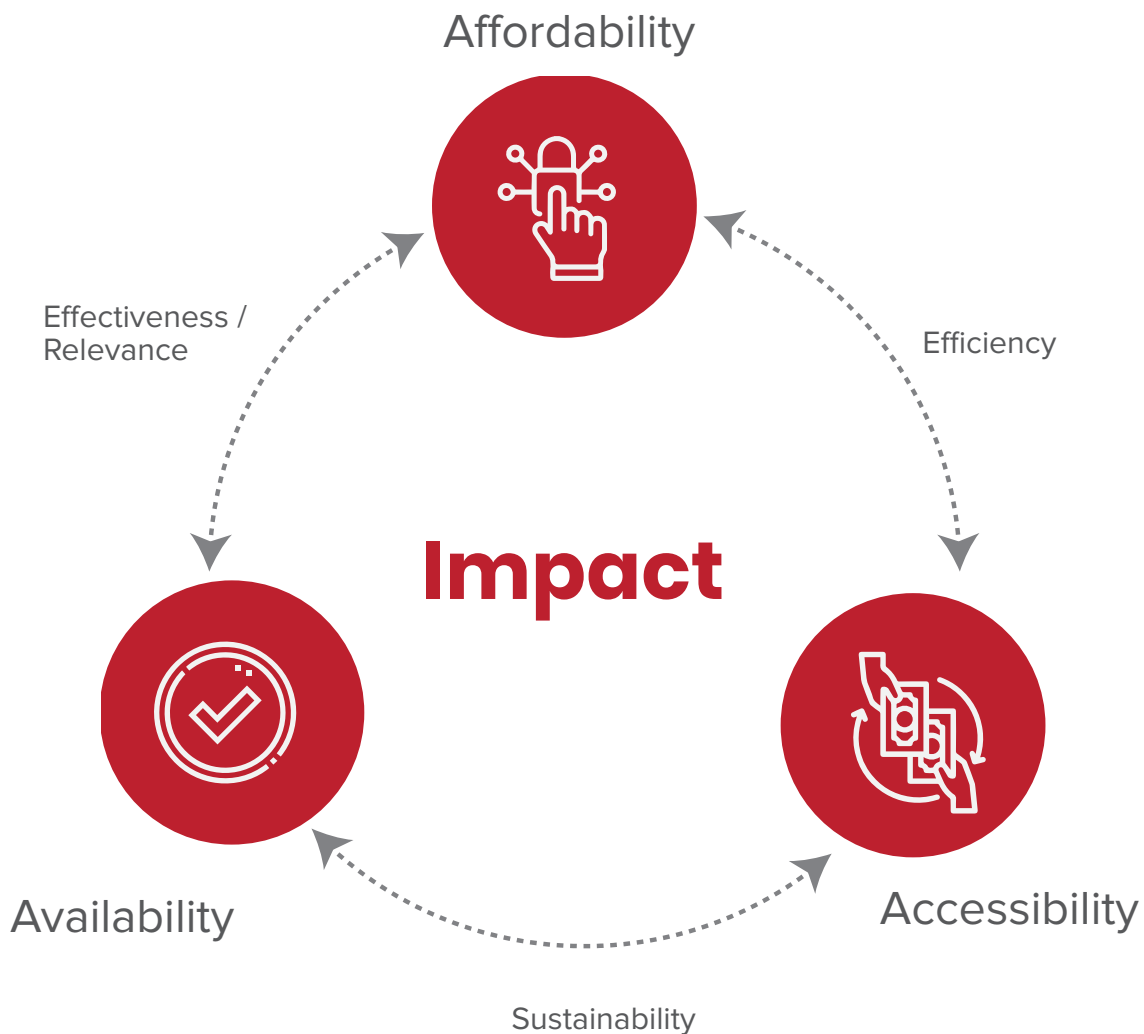 Affordability
Effectiveness /
Relevance
Efficiency
Impact
Availability
Accessibility
Sustainability